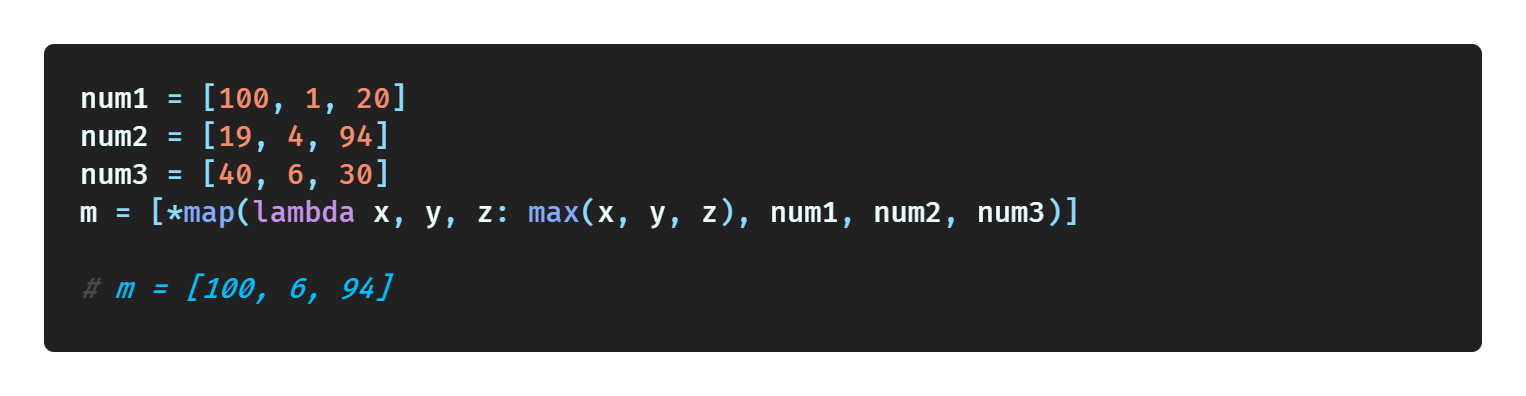 num1 = [100, 1, 20]
num2 = [19, 4, 94]
num3 = [40, 6, 30]
m = [*map(lambda x, y, z: max(x, y, z), num1, num2, num3)]
# m = [100, 6, 94]